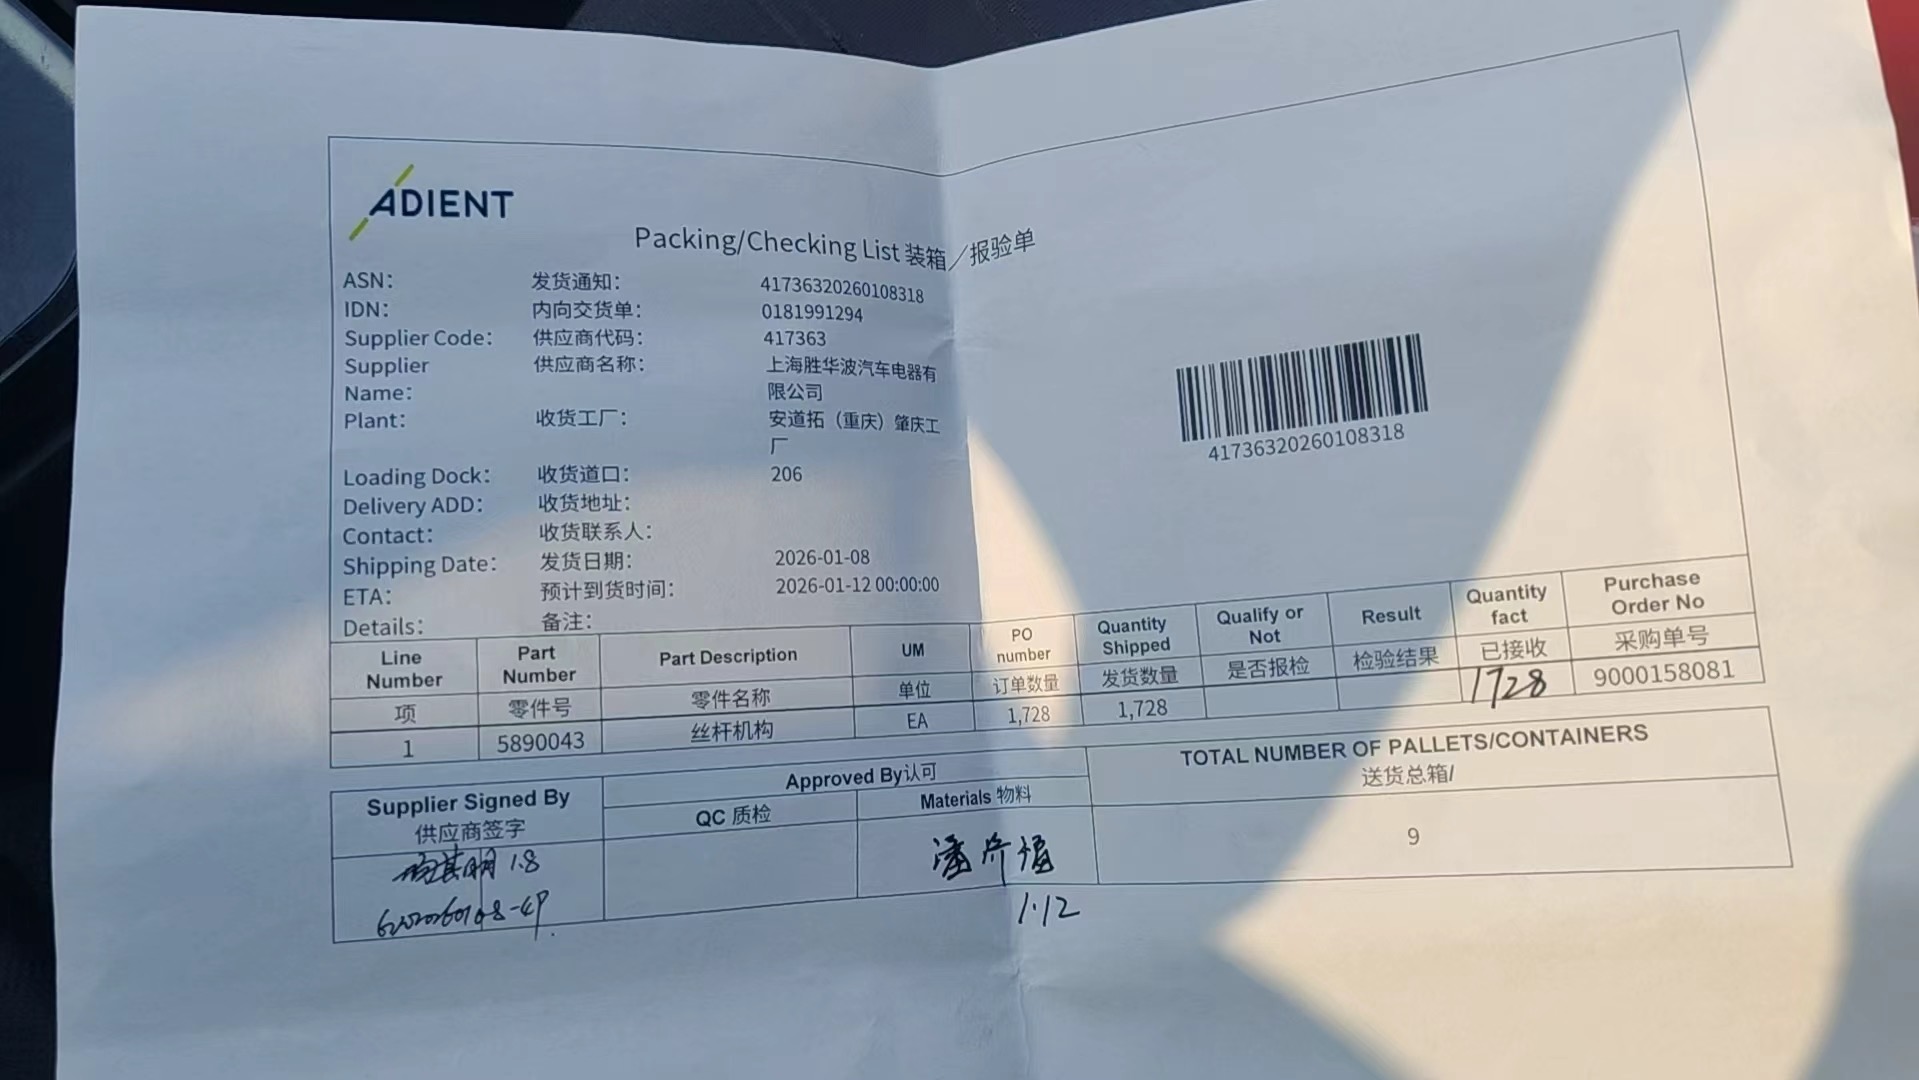 ADIENT
Packing/Checking List 装箱／报验单
ASN： 发货通知： 41736320260108318
IDN： 内向交货单： 0181991294
Supplier Code： 供应商代码： 417363
Supplier 供应商名称： 上海胜华波汽车电器有
Name： 限公司
Plant： 收货工厂： 安道拓（重庆）肇庆工
厂
Loading Dock： 收货道口： 206
Delivery ADD： 收货地址：
Contact： 收货联系人：
Shipping Date： 发货日期： 2026-01-08
ETA： 预计到货时间： 2026-01-12 00:00:00
Details： 备注：
41736320260108318
Line Number Part Number Part Description UM PO number Quantity Shipped Qualify or Not Result Quantity fact Purchase Order No
项 零件号 零件名称 单位 订单数量 发货数量 是否报检 检验结果 已接收 采购单号
1 5890043 丝杆机构 EA 1,728 1,728 1728 9000158081
Supplier Signed By
供应商签字
Approved By认可
QC 质检
Materials 物料
TOTAL NUMBER OF PALLETS/CONTAINERS
送货总箱/
1.8
9
1.12